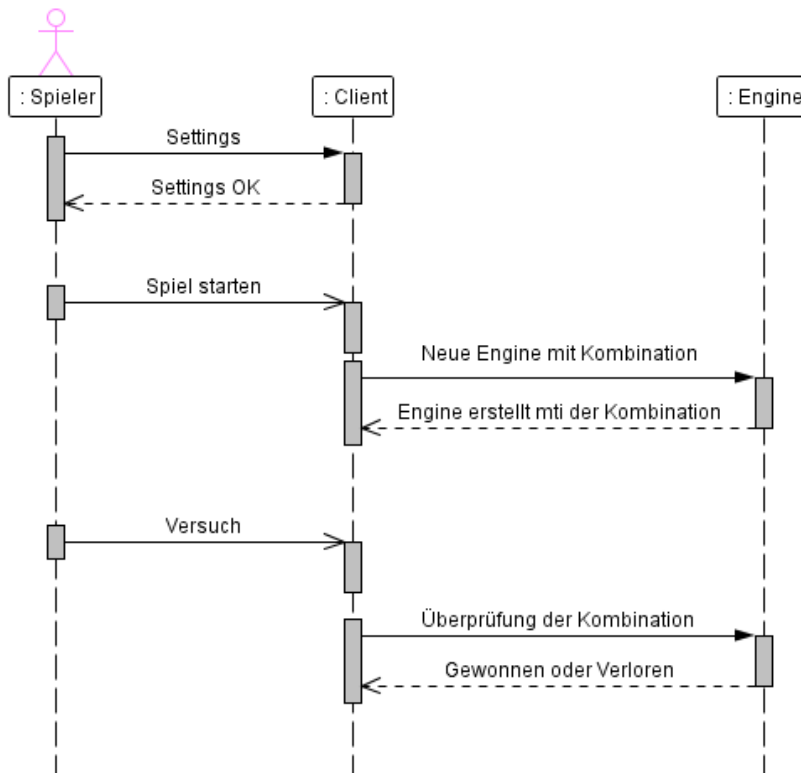 : Spieler
: Client
: Engine
Settings
Settings OK
Spiel starten
Neue Engine mit Kombination
Engine erstellt mti der Kombination
Versuch
Überprüfung der Kombination
Gewonnen oder Verloren